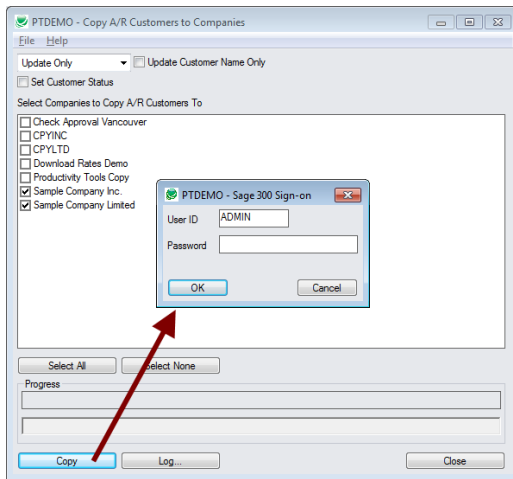 PTDEMO - Copy A/R Customers to Companies
File Help
Update Only Update Customer Name Only
Set Customer Status
Select Companies to Copy A/R Customers To
Check Approval Vancouver
CPYINC
CPYLTD
Download Rates Demo
Productivity Tools Copy
Sample Company Inc.
Sample Company Limited
PTDEMO - Sage 300 Sign-on
User ID ADMIN
Password
OK Cancel
Select All Select None
Progress
Copy Log... Close